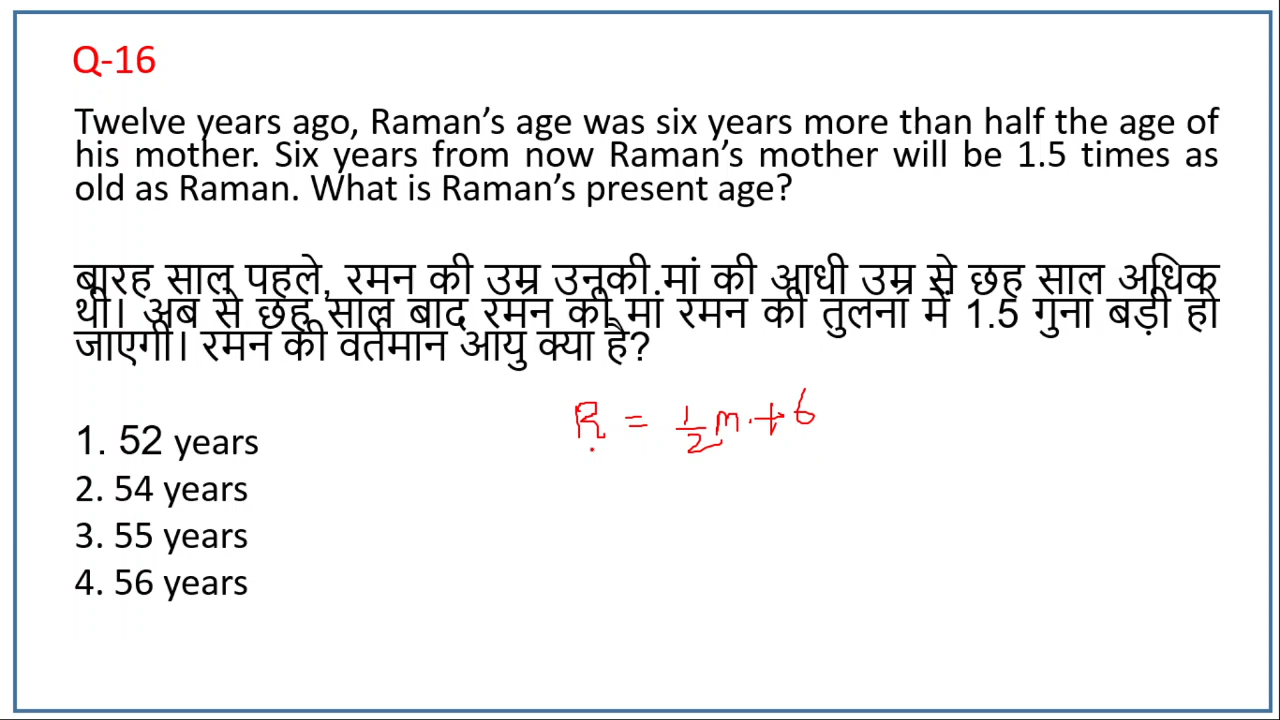 Q-16
Twelve years ago, Raman’s age was six years more than half the age of
his mother. Six years from now Raman’s mother will be 1.5 times as
old as Raman. What is Raman’s present age?
बारह साल पहले, रमन की उम्र उनकी मां की आधी उम्र से छह साल अधिक
थी। अब से छह साल बाद रमन की मां रमन की तुलना में 1.5 गुना बड़ी हो
जाएगी। रमन की वर्तमान आयु क्या है?
R = 1/2 m + 6
1. 52 years
2. 54 years
3. 55 years
4. 56 years